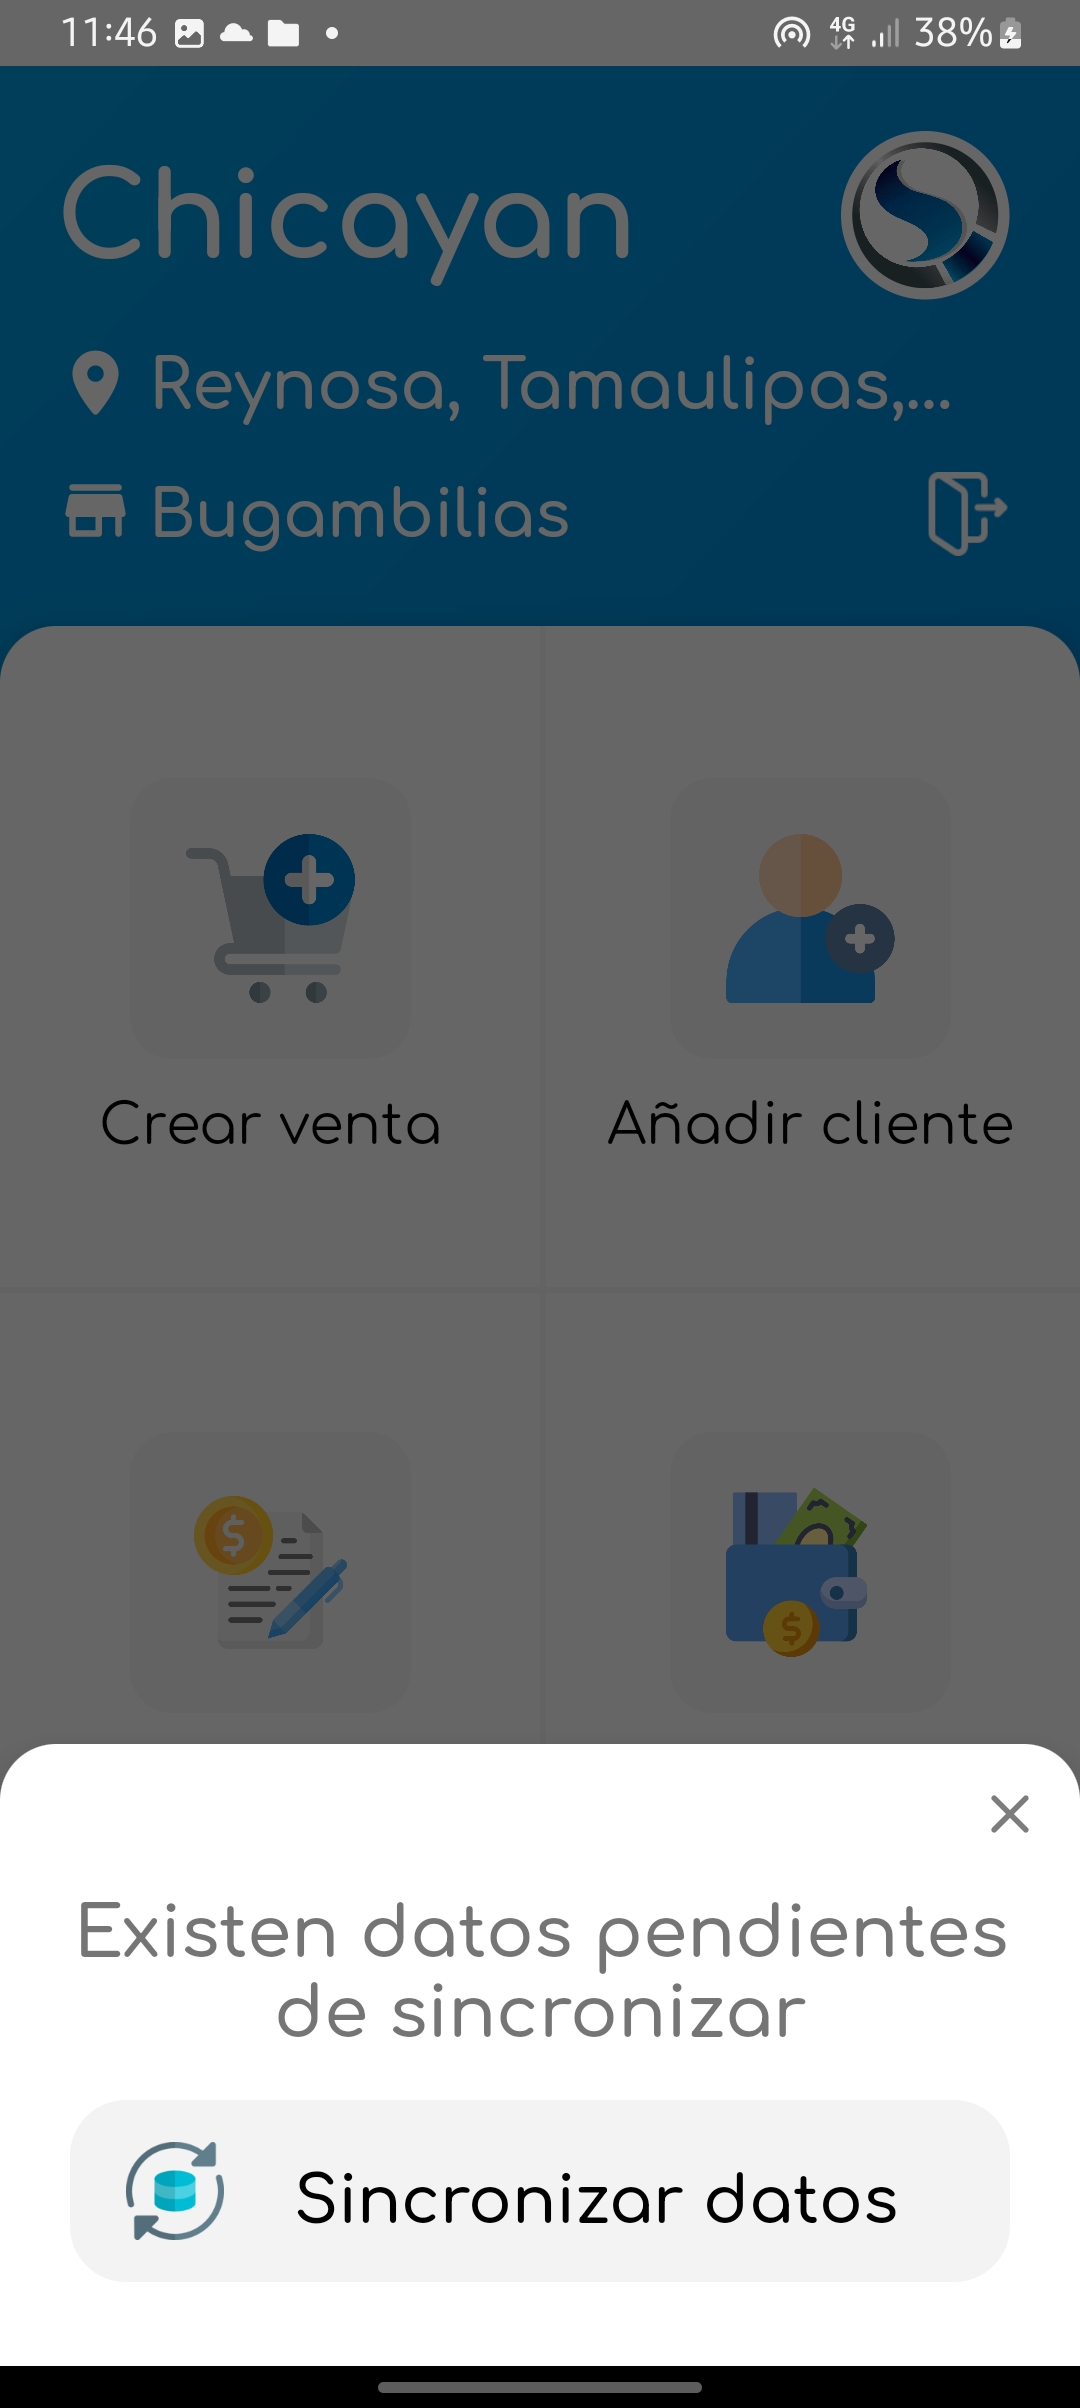 11:46
4G
38%
Chicayan
Reynosa, Tamaulipas,...
Bugambilias
Crear venta
Añadir cliente
Existen datos pendientes
de sincronizar
Sincronizar datos